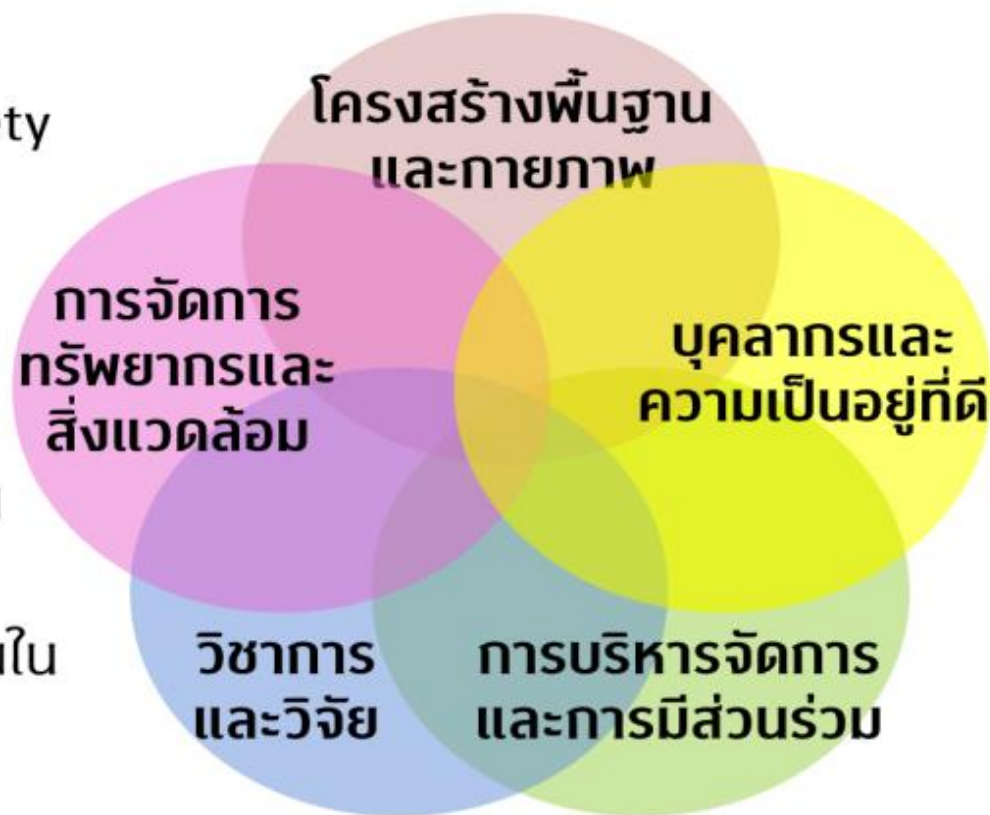 ety
โครงสร้างพื้นฐาน
และกายภาพ
การจัดการ
ทรัพยากรและ
สิ่งแวดล้อม
บุคลากรและ
ความเป็นอยู่ที่ดี
ใน
วิชาการ
และวิจัย
การบริหารจัดการ
และการมีส่วนร่วม